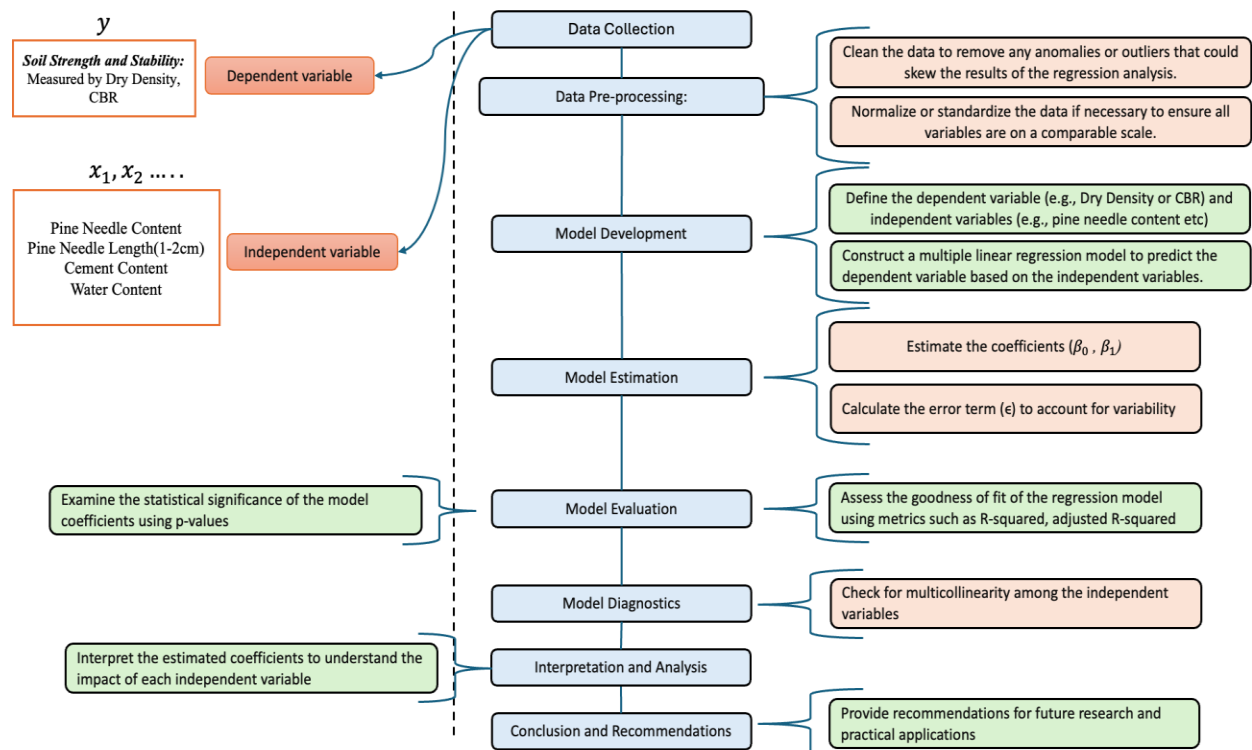 y
Soil Strength and Stability:
Measured by Dry Density,
CBR
Dependent variable
x₁, x₂ .....
Pine Needle Content
Pine Needle Length(1-2cm)
Cement Content
Water Content
Independent variable
Data Collection
Data Pre-processing:
Clean the data to remove any anomalies or outliers that could
skew the results of the regression analysis.
Normalize or standardize the data if necessary to ensure all
variables are on a comparable scale.
Model Development
Define the dependent variable (e.g., Dry Density or CBR) and
independent variables (e.g., pine needle content etc)
Construct a multiple linear regression model to predict the
dependent variable based on the independent variables.
Model Estimation
Estimate the coefficients (β₀ , β₁)
Calculate the error term (ϵ) to account for variability
Examine the statistical significance of the model
coefficients using p-values
Model Evaluation
Assess the goodness of fit of the regression model
using metrics such as R-squared, adjusted R-squared
Model Diagnostics
Check for multicollinearity among the independent
variables
Interpret the estimated coefficients to understand the
impact of each independent variable
Interpretation and Analysis
Conclusion and Recommendations
Provide recommendations for future research and
practical applications